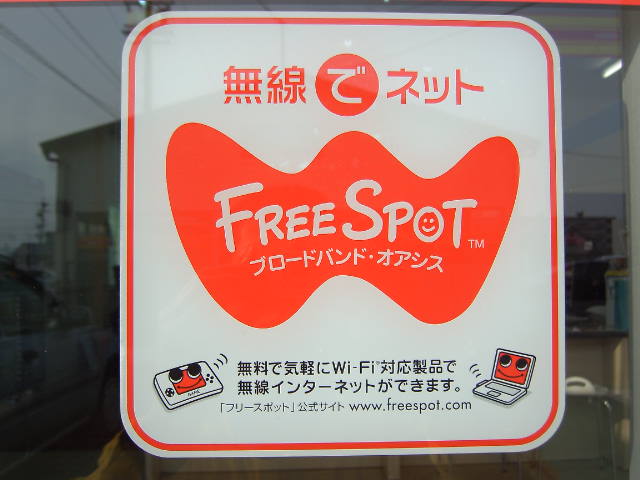 無線でネット
FREESPOT™
ブロードバンド・オアシス
無料で気軽にWi-Fi®対応製品で
無線インターネットができます。
「フリースポット」公式サイト www.freespot.com